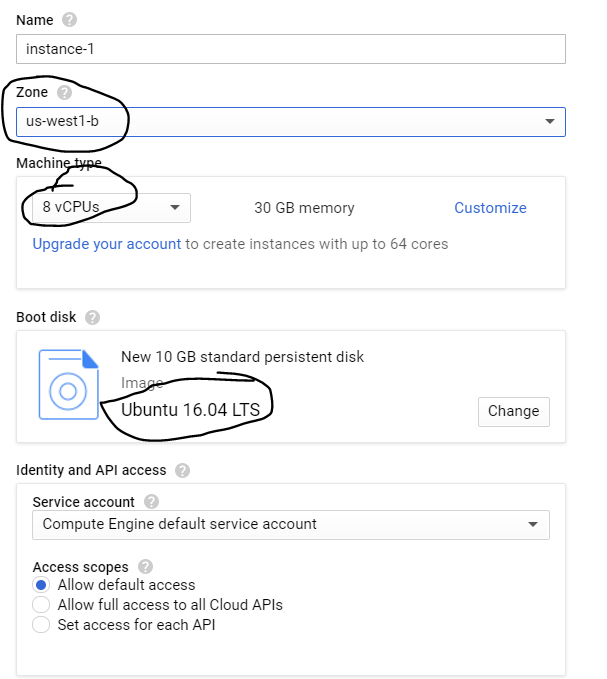 Name ?
instance-1
Zone ?
us-west1-b
Machine type
8 vCPUs 30 GB memory Customize
Upgrade your account to create instances with up to 64 cores
Boot disk ?
New 10 GB standard persistent disk
Image
Ubuntu 16.04 LTS
Change
Identity and API access ?
Service account ?
Compute Engine default service account
Access scopes ?
Allow default access
Allow full access to all Cloud APIs
Set access for each API